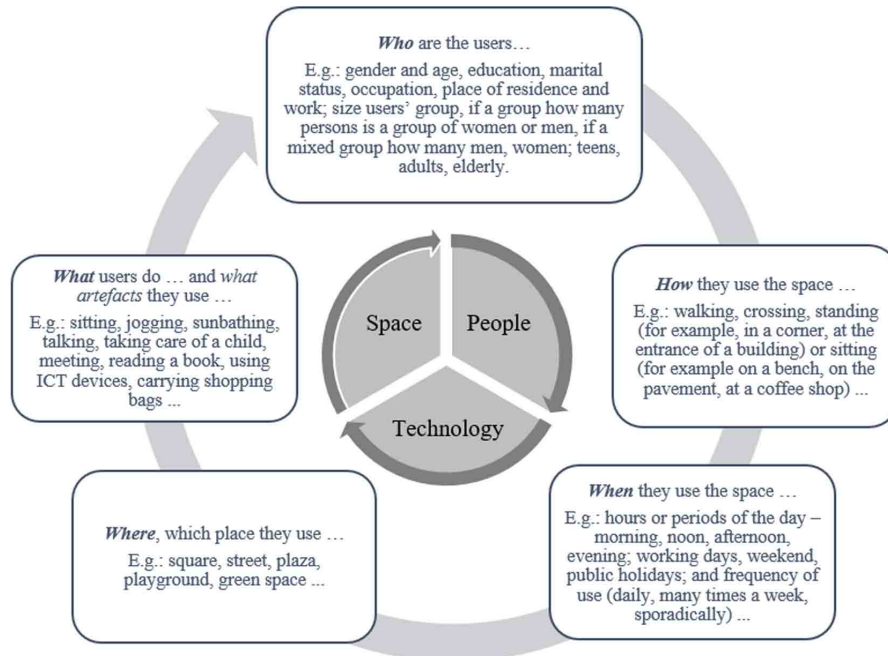 Who are the users…
E.g.: gender and age, education, marital
status, occupation, place of residence and
work; size users’ group, if a group how many
persons is a group of women or men, if a
mixed group how many men, women; teens,
adults, elderly.
How they use the space …
E.g.: walking, crossing, standing
(for example, in a corner, at the
entrance of a building) or sitting
(for example on a bench, on the
pavement, at a coffee shop) ...
When they use the space …
E.g.: hours or periods of the day –
morning, noon, afternoon,
evening; working days, weekend,
public holidays; and frequency of
use (daily, many times a week,
sporadically) ...
Where, which place they use …
E.g.: square, street, plaza,
playground, green space ...
What users do … and what
artefacts they use …
E.g.: sitting, jogging, sunbathing,
talking, taking care of a child,
meeting, reading a book, using
ICT devices, carrying shopping
bags ...
Space
People
Technology